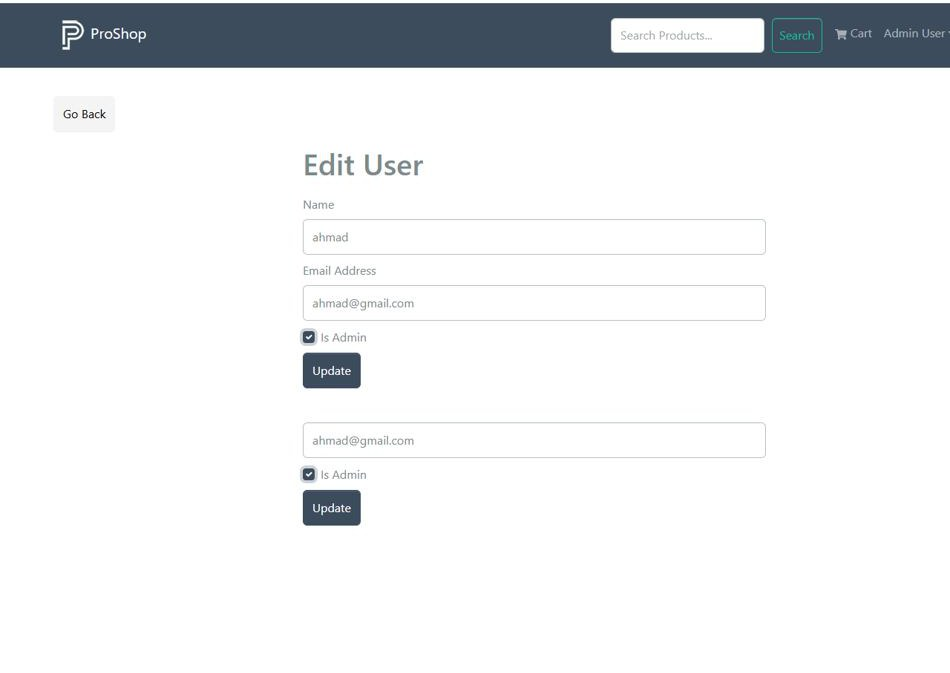 ProShop
Search Products...
Search
Cart
Admin User
Go Back
Edit User
Name
ahmad
Email Address
ahmad@gmail.com
Is Admin
Update
ahmad@gmail.com
Is Admin
Update